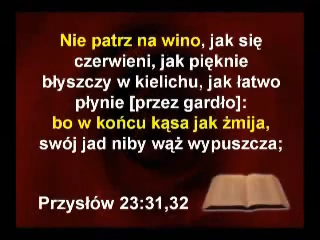 Nie patrz na wino, jak się
czerwieni, jak pięknie
błyszczy w kielichu, jak łatwo
płynie [przez gardło]:
bo w końcu kąsa jak żmija,
swój jad niby wąż wypuszcza;
Przysłów 23:31,32